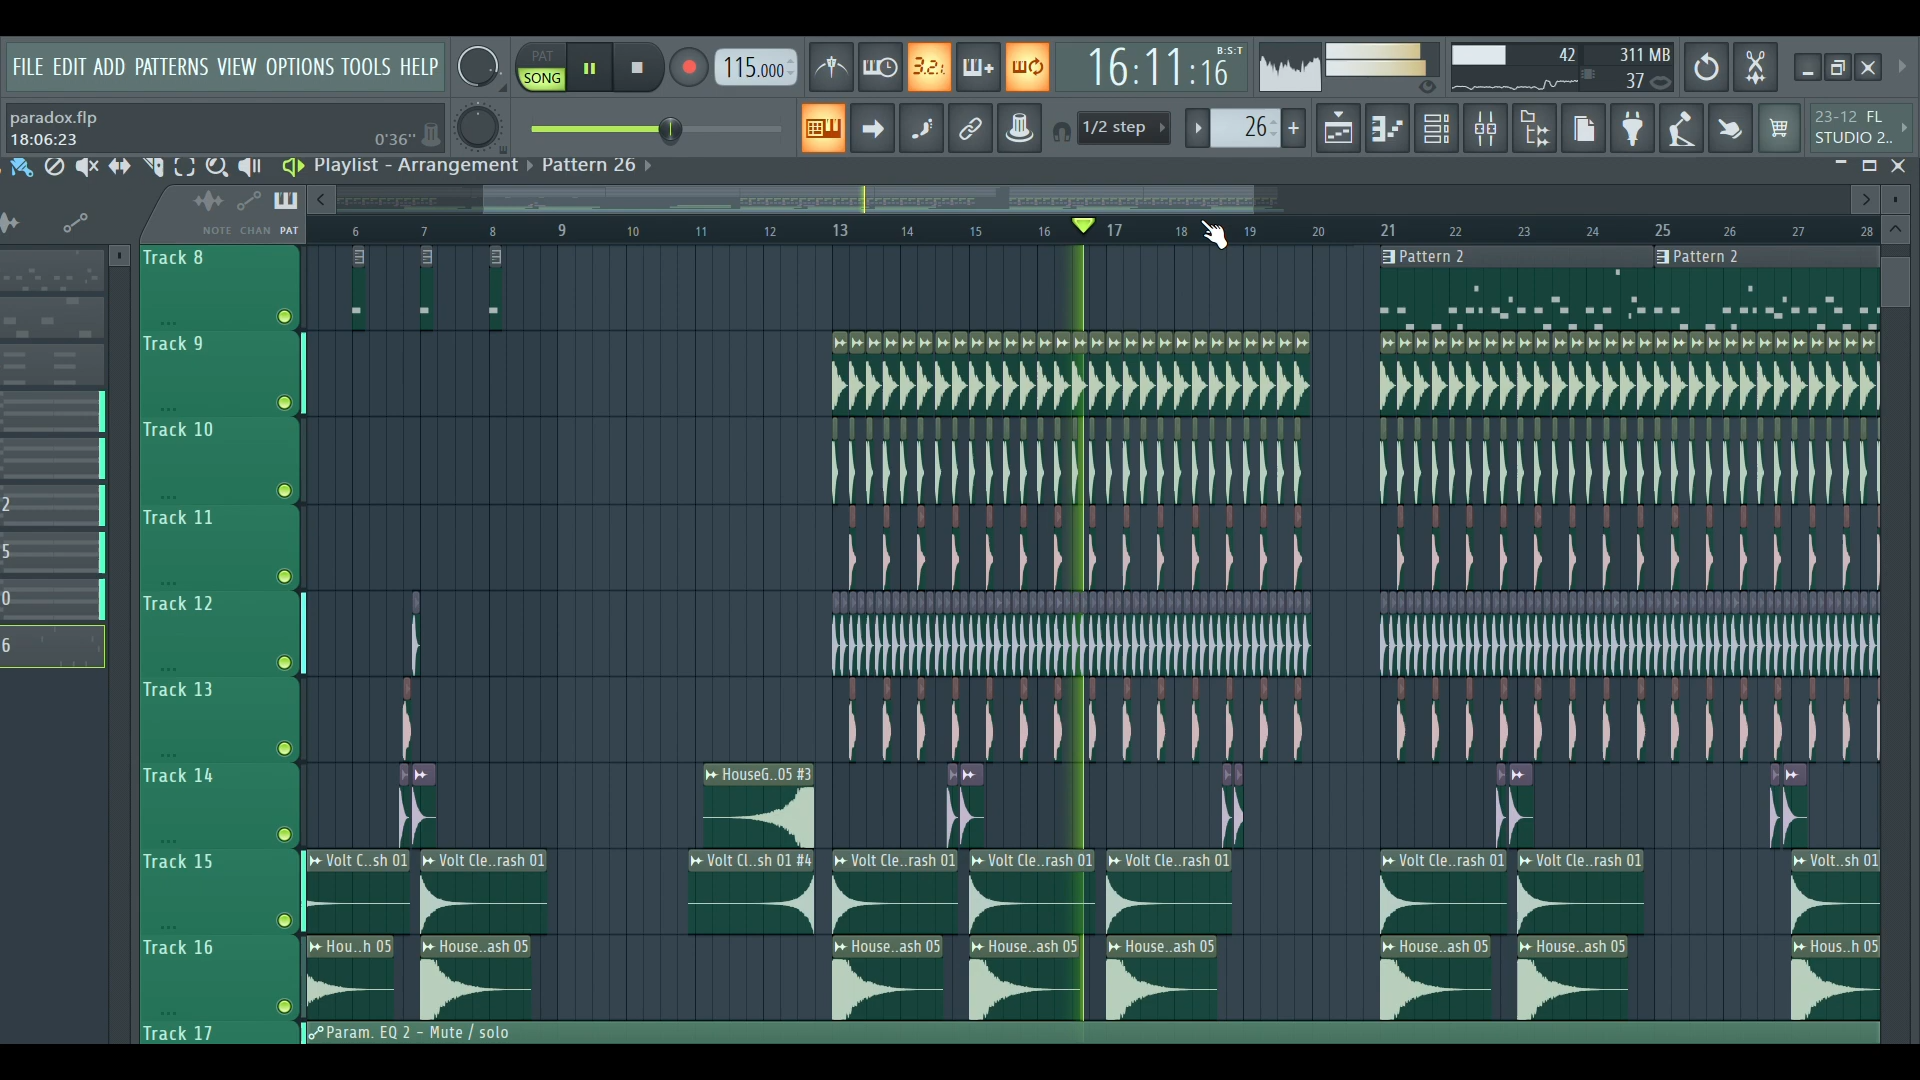 FILE EDIT ADD PATTERNS VIEW OPTIONS TOOLS HELP
PAT
SONG
115.000
3.2.
16:11:16
B:S:T
42
311 MB
37
paradox.flp
18:06:23
0'36"
1/2 step
26
23-12 FL
STUDIO 2..
Playlist - Arrangement
Pattern 26
NOTE CHAN PAT
6 7 8 9 10 11 12 13 14 15 16 17 18 19 20 21 22 23 24 25 26 27 28
Track 8
Pattern 2
Pattern 2
Track 9
Track 10
2
Track 11
5
Track 12
0
6
Track 13
Track 14
HouseG..05 #3
Track 15
Volt C..sh 01
Volt Cle..rash 01
Volt Cl..sh 01 #4
Volt Cle..rash 01
Volt Cle..rash 01
Volt Cle..rash 01
Volt Cle..rash 01
Volt Cle..rash 01
Volt..sh 01
Track 16
Hou..h 05
House..ash 05
House..ash 05
House..ash 05
House..ash 05
House..ash 05
House..ash 05
Hous..h 05
Track 17
Param. EQ 2 - Mute / solo